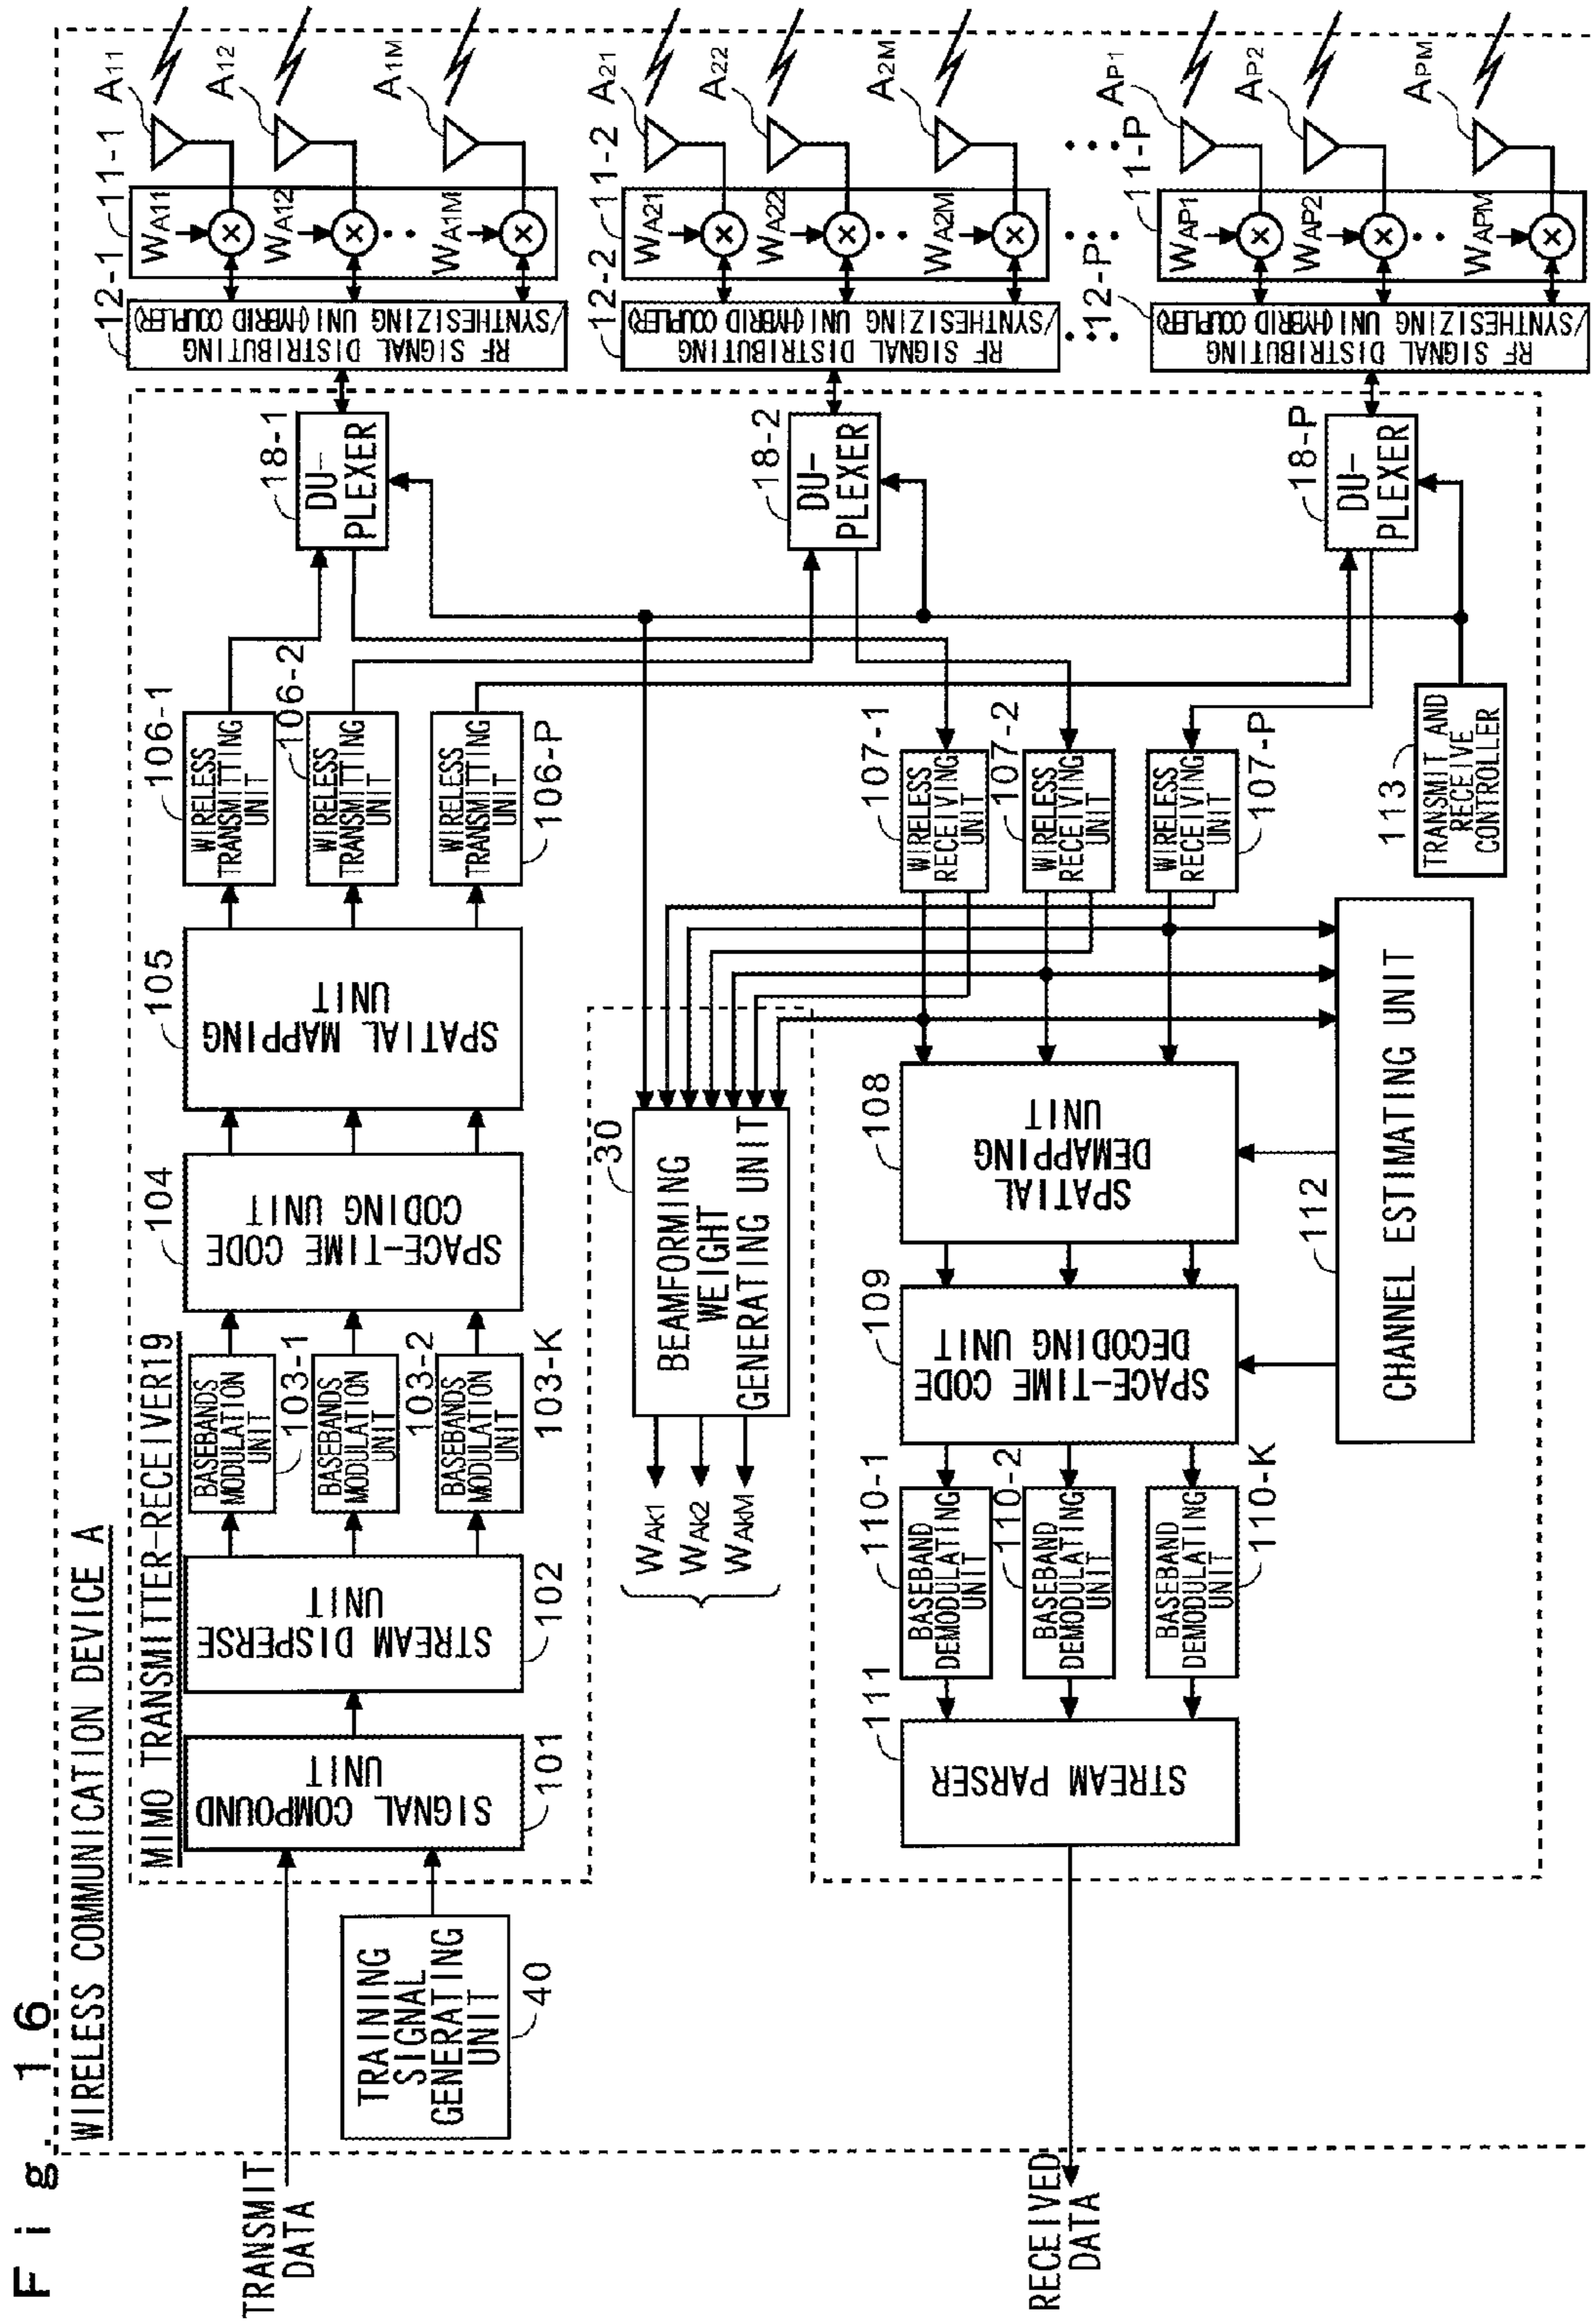 Fig. 16
WIRELESS COMMUNICATION DEVICE A
MIMO TRANSMITTER-RECEIVER19
TRANSMIT
DATA
TRAINING
SIGNAL
GENERATING
UNIT
40
SIGNAL COMPOUND
UNIT
101
STREAM DISPERSE
UNIT
102
BASEBANDS
MODULATION
UNIT
103-1
BASEBANDS
MODULATION
UNIT
103-2
BASEBANDS
MODULATION
UNIT
103-K
104
SPACE-TIME CODE
CODING UNIT
105
SPATIAL MAPPING
UNIT
106-1
WIRELESS
TRANSMITTING
UNIT
106-2
WIRELESS
TRANSMITTING
UNIT
WIRELESS
TRANSMITTING
UNIT
106-P
18-1
DU-
PLEXER
18-2
DU-
PLEXER
18-P
DU-
PLEXER
12-1
RF SIGNAL DISTRIBUTING
/SYNTHESIZING UNI(HYBRID COUPLER)
11-1
WA11
WA12
WA1M
A11
A12
A1M
12-2
RF SIGNAL DISTRIBUTING
/SYNTHESIZING UNI(HYBRID COUPLER)
11-2
WA21
WA22
WA2M
A21
A22
A2M
12-P
RF SIGNAL DISTRIBUTING
/SYNTHESIZING UNI(HYBRID COUPLER)
11-P
WAP1
WAP2
WAPM
AP1
AP2
APM
30
BEAMFORMING
WEIGHT
GENERATING UNIT
WAk1
WAk2
WAkM
107-1
WIRELESS
RECEIVING
UNIT
107-2
WIRELESS
RECEIVING
UNIT
WIRELESS
RECEIVING
UNIT
107-P
113
TRANSMIT AND
RECEIVE
CONTROLLER
108
SPATIAL
DEMAPPING
UNIT
109
SPACE-TIME CODE
DECODING UNIT
110-1
BASEBAND
DEMODULATING
UNIT
110-2
BASEBAND
DEMODULATING
UNIT
BASEBAND
DEMODULATING
UNIT
110-K
111
STREAM PARSER
112
CHANNEL ESTIMATING UNIT
RECEIVED
DATA